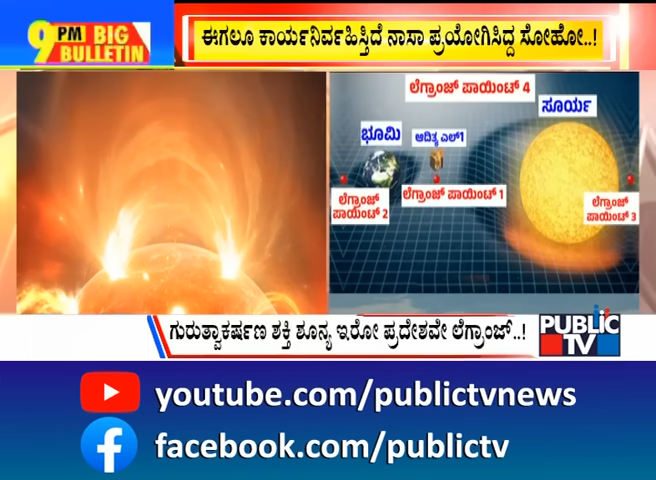 9 PM BIG
BULLETIN
ಈಗಲೂ ಕಾರ್ಯನಿರ್ವಹಿಸ್ತಿದೆ ನಾಸಾ ಪ್ರಯೋಗಿಸಿದ್ದ ಸೋಹೋ..!
ಲೆಗ್ರಾಂಜ್ ಪಾಯಿಂಟ್ 4
ಸೂರ್ಯ
ಭೂಮಿ
ಆದಿತ್ಯ ಎಲ್1
ಲೆಗ್ರಾಂಜ್
ಪಾಯಿಂಟ್ 2
ಲೆಗ್ರಾಂಜ್ ಪಾಯಿಂಟ್ 1
ಲೆಗ್ರಾಂಜ್
ಪಾಯಿಂಟ್ 3
ಗುರುತ್ವಾಕರ್ಷಣ ಶಕ್ತಿ ಶೂನ್ಯ ಇರೋ ಪ್ರದೇಶವೇ ಲೆಗ್ರಾಂಜ್..!
PUBLIC
TV
youtube.com/publictvnews
facebook.com/publictv